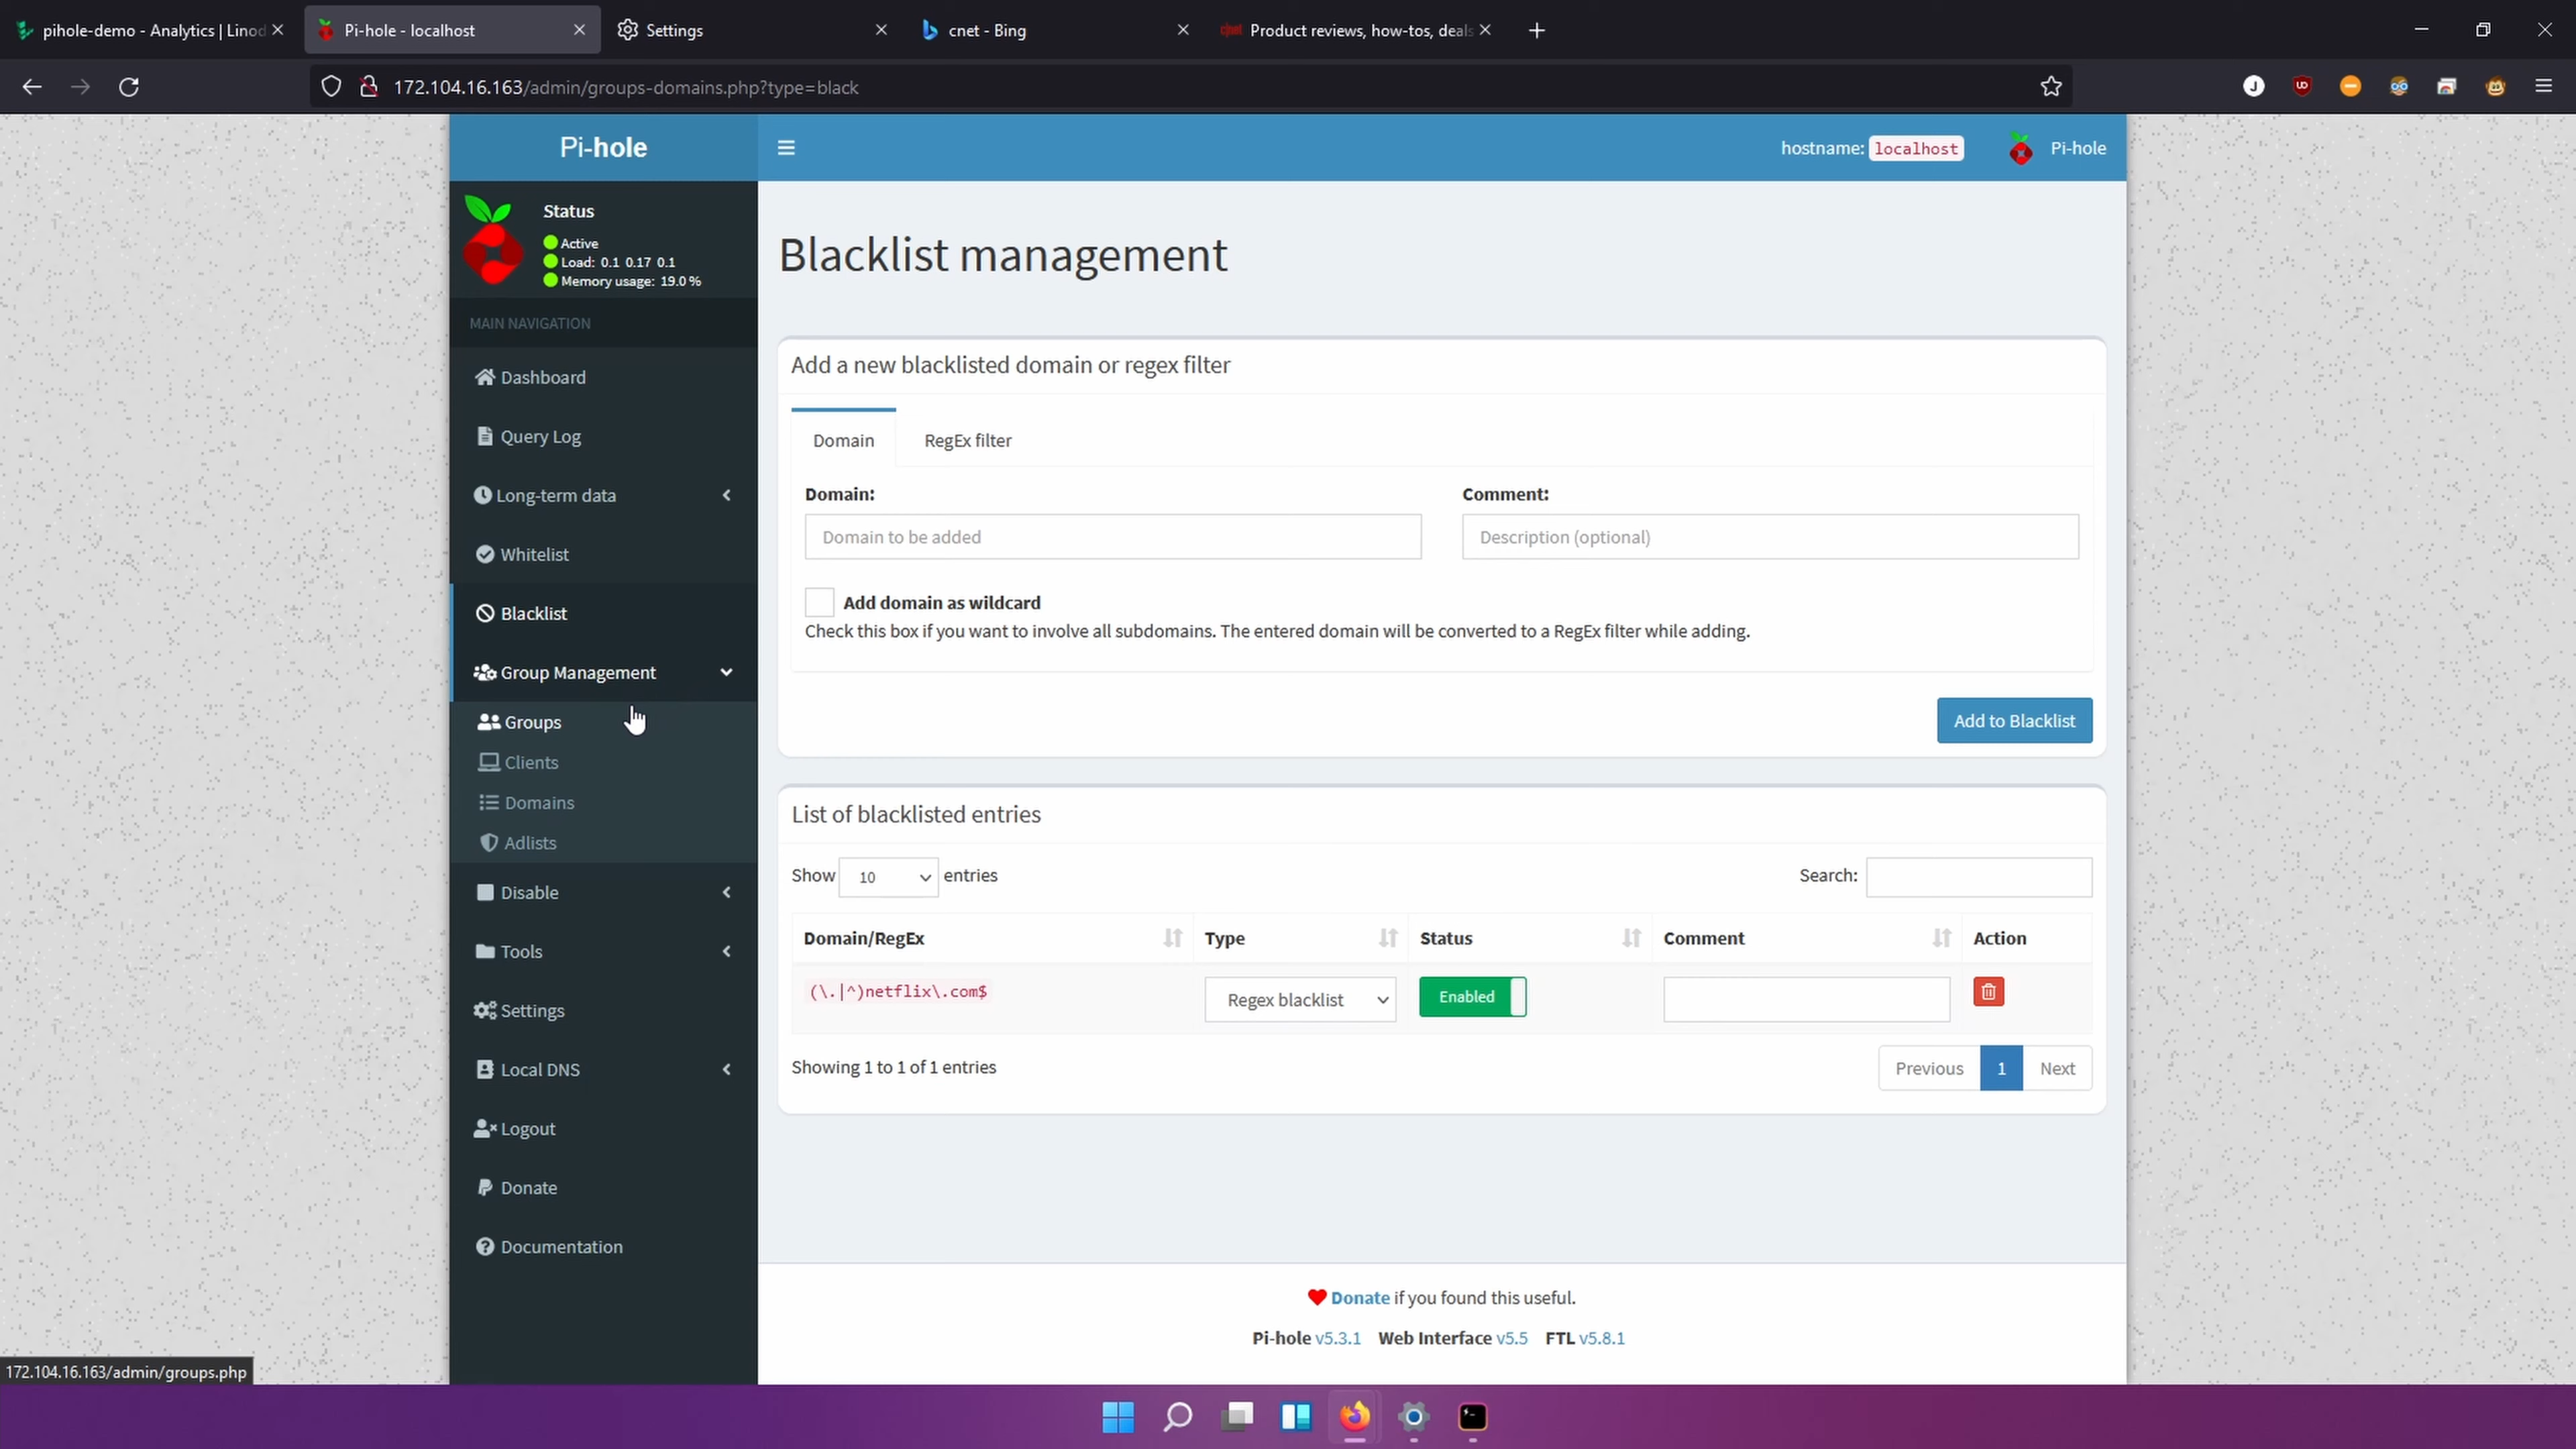 pihole-demo - Analytics | Linod
Pi-hole - localhost
Settings
cnet - Bing
Product reviews, how-tos, deals
172.104.16.163/admin/groups-domains.php?type=black
Pi-hole
hostname: localhost
Pi-hole
Status
Active
Load: 0.1 0.17 0.1
Memory usage: 19.0 %
MAIN NAVIGATION
Dashboard
Query Log
Long-term data
Whitelist
Blacklist
Group Management
Groups
Clients
Domains
Adlists
Disable
Tools
Settings
Local DNS
Logout
Donate
Documentation
Blacklist management
Add a new blacklisted domain or regex filter
Domain RegEx filter
Domain: Comment:
Domain to be added Description (optional)
Add domain as wildcard
Check this box if you want to involve all subdomains. The entered domain will be converted to a RegEx filter while adding.
Add to Blacklist
List of blacklisted entries
Show 10 entries Search:
Domain/RegEx Type Status Comment Action
(\.|^)netflix\.com$ Regex blacklist Enabled
Showing 1 to 1 of 1 entries Previous 1 Next
Donate if you found this useful.
Pi-hole v5.3.1 Web Interface v5.5 FTL v5.8.1
172.104.16.163/admin/groups.php